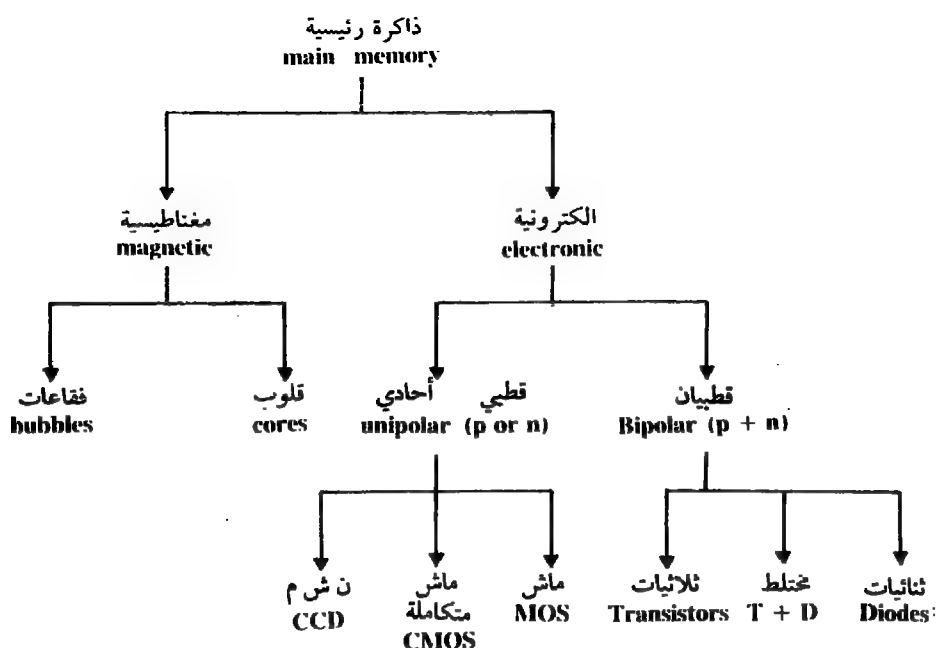 ذاكرة رئيسية
main memory
مغناطيسية
magnetic
الكترونية
electronic
فقاعات
bubbles
قلوب
cores
قطبي أحادي
unipolar (p or n)
قطبيان
Bipolar (p + n)
ن ش م
CCD
ماش
متكاملة
CMOS
ماش
MOS
ثلاثيات
Transistors
مختلط
T + D
ثنائيات
Diodes